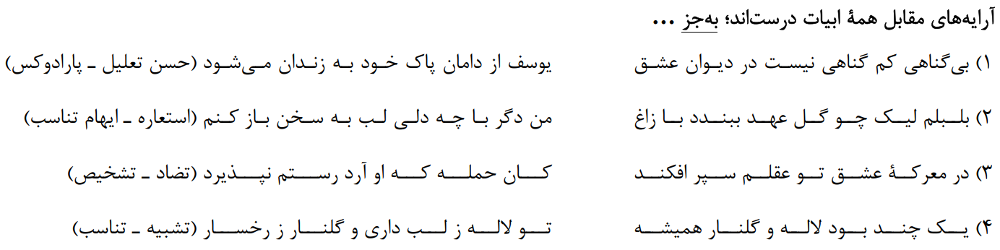 آرایه‌های مقابل همهٔ ابیات درست‌اند؛ به‌جز ...
۱) بی‌گناهی کم گناهی نیست در دیوان عشق یوسف از دامان پاک خود به زندان می‌شود (حسن تعلیل ـ پارادوکس)
۲) بلبلم لیک چو گل عهد ببندد با زاغ من دگر با چه دلی لب به سخن باز کنم (استعاره ـ ایهام تناسب)
۳) در معرکهٔ عشق تو عقلم سپر افکند کان حمله که او آرد رستم نپذیرد (تضاد ـ تشخیص)
۴) یک چند بود لاله و گلنار همیشه تو لاله ز لب داری و گلنار ز رخسار (تشبیه ـ تناسب)